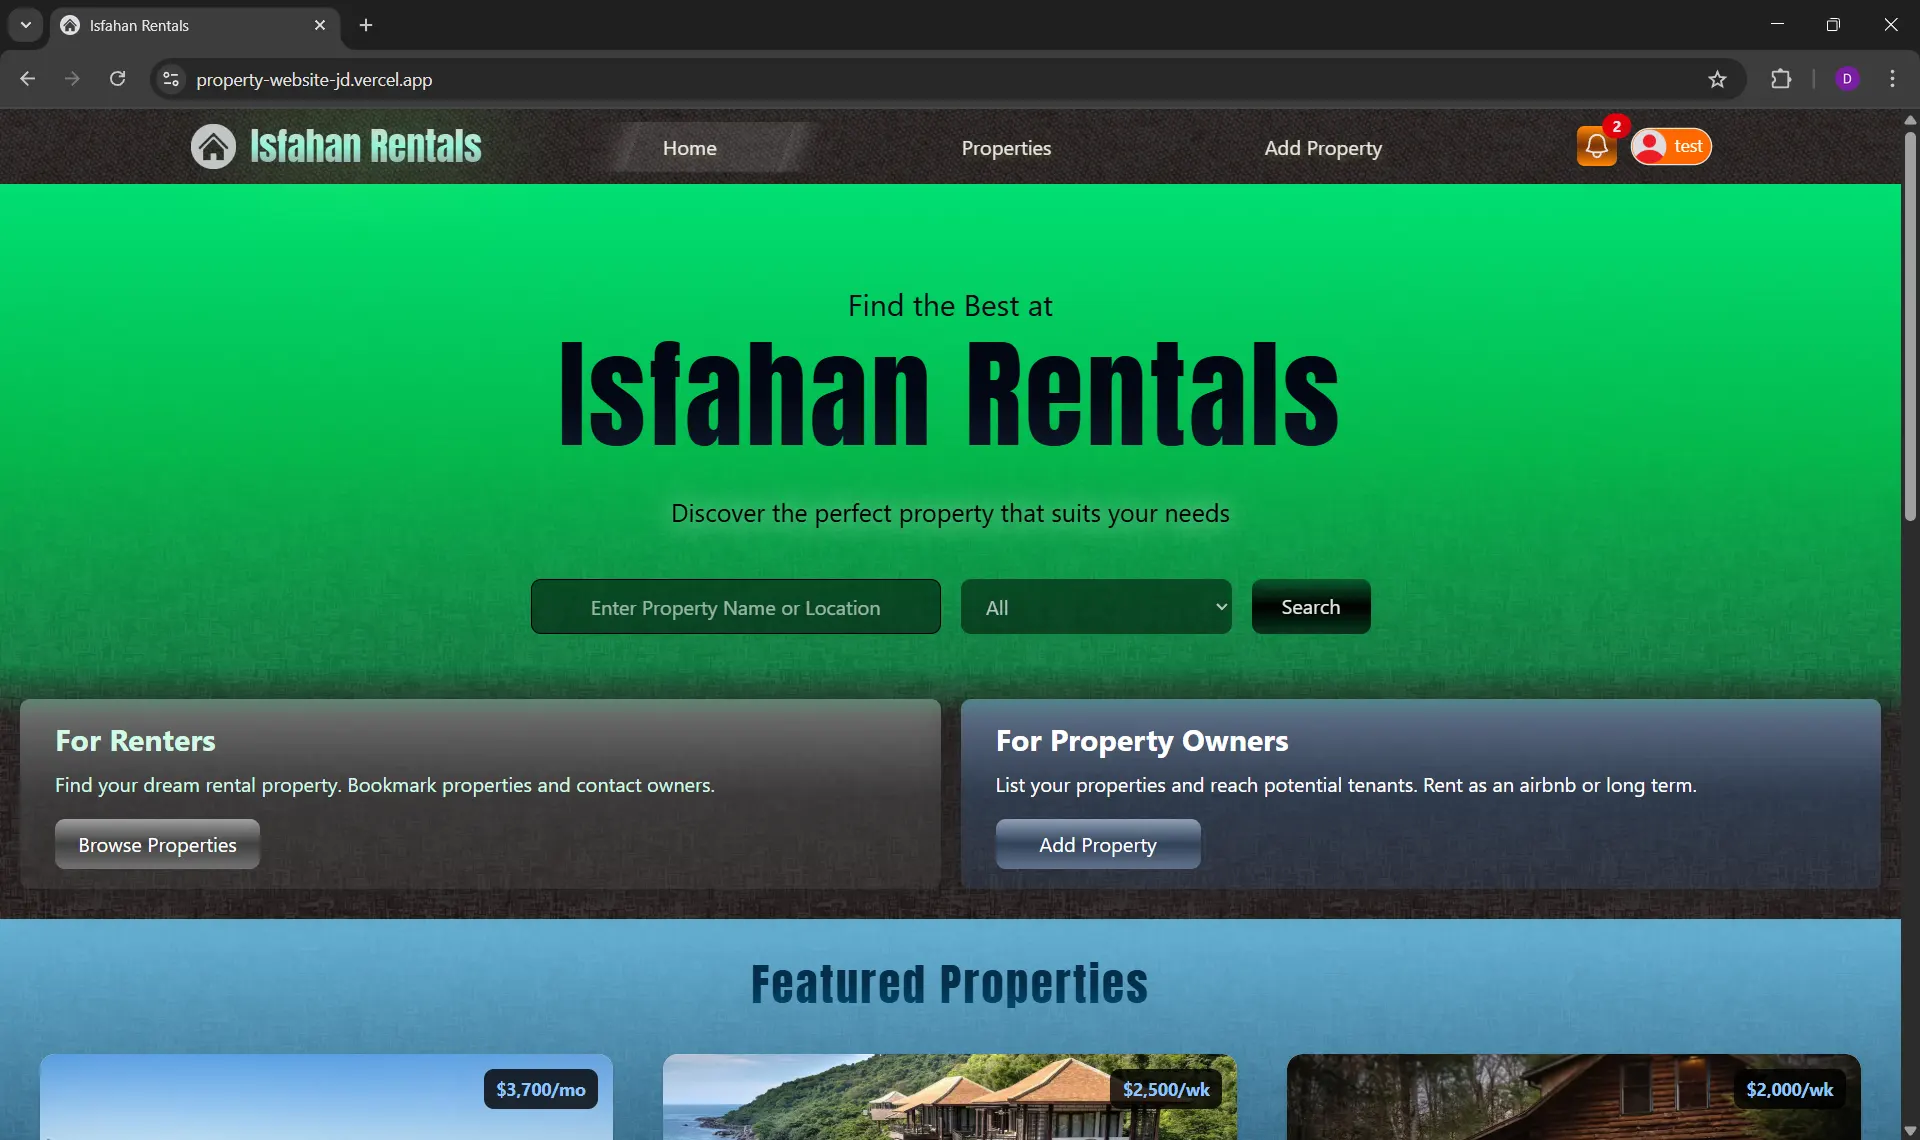 Isfahan Rentals
property-website-jd.vercel.app
D
Isfahan Rentals
Home
Properties
Add Property
2
test
Find the Best at
Isfahan Rentals
Discover the perfect property that suits your needs
Enter Property Name or Location
All
Search
For Renters
Find your dream rental property. Bookmark properties and contact owners.
Browse Properties
For Property Owners
List your properties and reach potential tenants. Rent as an airbnb or long term.
Add Property
Featured Properties
$3,700/mo
$2,500/wk
$2,000/wk